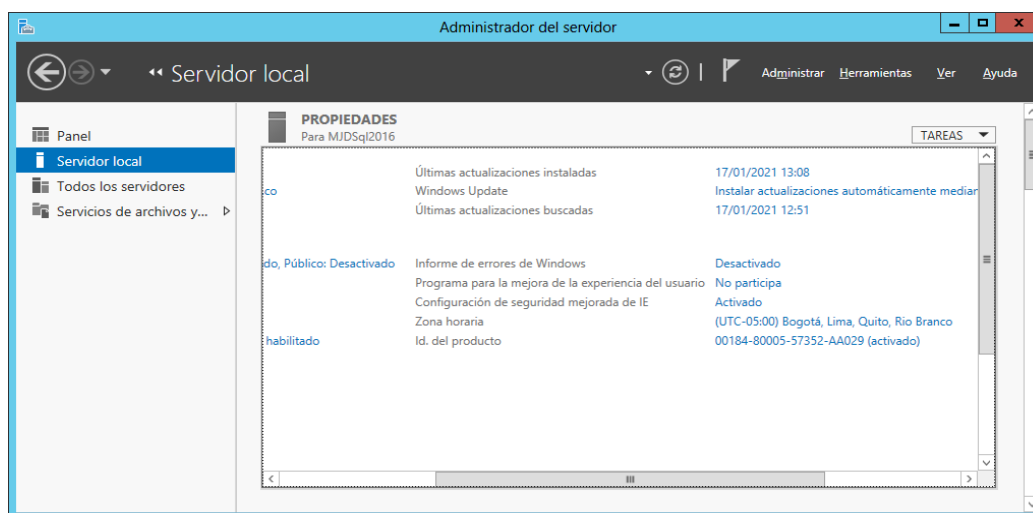 Administrador del servidor
Servidor local
Administrar Herramientas Ver Ayuda
Panel
Servidor local
Todos los servidores
Servicios de archivos y...
PROPIEDADES
Para MJDSql2016
TAREAS
Últimas actualizaciones instaladas 17/01/2021 13:08
co Windows Update Instalar actualizaciones automáticamente median
Últimas actualizaciones buscadas 17/01/2021 12:51
do, Público: Desactivado Informe de errores de Windows Desactivado
Programa para la mejora de la experiencia del usuario No participa
Configuración de seguridad mejorada de IE Activado
Zona horaria (UTC-05:00) Bogotá, Lima, Quito, Rio Branco
habilitado Id. del producto 00184-80005-57352-AA029 (activado)